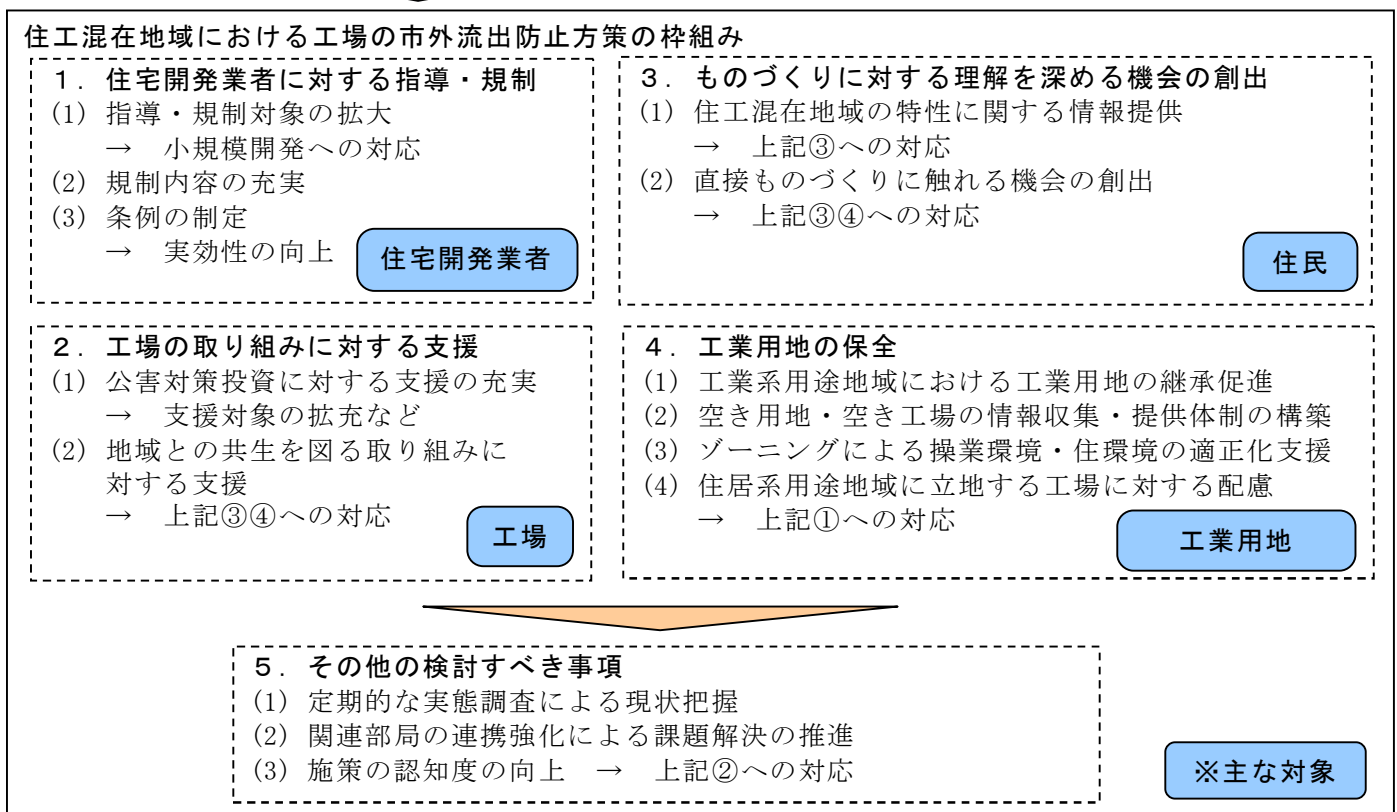 住工混在地域における工場の市外流出防止方策の枠組み
１．住宅開発業者に対する指導・規制
(1) 指導・規制対象の拡大
→ 小規模開発への対応
(2) 規制内容の充実
(3) 条例の制定
→ 実効性の向上
住宅開発業者
３．ものづくりに対する理解を深める機会の創出
(1) 住工混在地域の特性に関する情報提供
→ 上記③への対応
(2) 直接ものづくりに触れる機会の創出
→ 上記③④への対応
住民
２．工場の取り組みに対する支援
(1) 公害対策投資に対する支援の充実
→ 支援対象の拡充など
(2) 地域との共生を図る取り組みに
対する支援
→ 上記③④への対応
工場
４．工業用地の保全
(1) 工業系用途地域における工業用地の継承促進
(2) 空き用地・空き工場の情報収集・提供体制の構築
(3) ゾーニングによる操業環境・住環境の適正化支援
(4) 住居系用途地域に立地する工場に対する配慮
→ 上記①への対応
工業用地
５．その他の検討すべき事項
(1) 定期的な実態調査による現状把握
(2) 関連部局の連携強化による課題解決の推進
(3) 施策の認知度の向上 → 上記②への対応
※主な対象